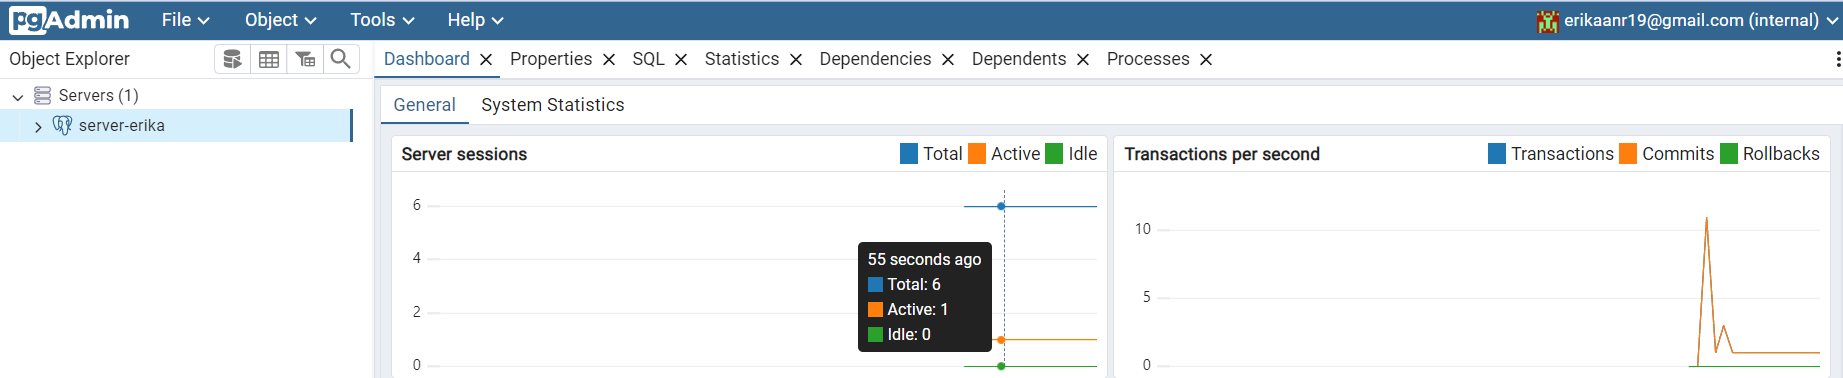 pgAdmin File Object Tools Help erikaanr19@gmail.com (internal)
Object Explorer
Dashboard Properties SQL Statistics Dependencies Dependents Processes
Servers (1)
server-erika
General System Statistics
Server sessions Total Active Idle
6
4
2
0
55 seconds ago
Total: 6
Active: 1
Idle: 0
Transactions per second Transactions Commits Rollbacks
10
5
0